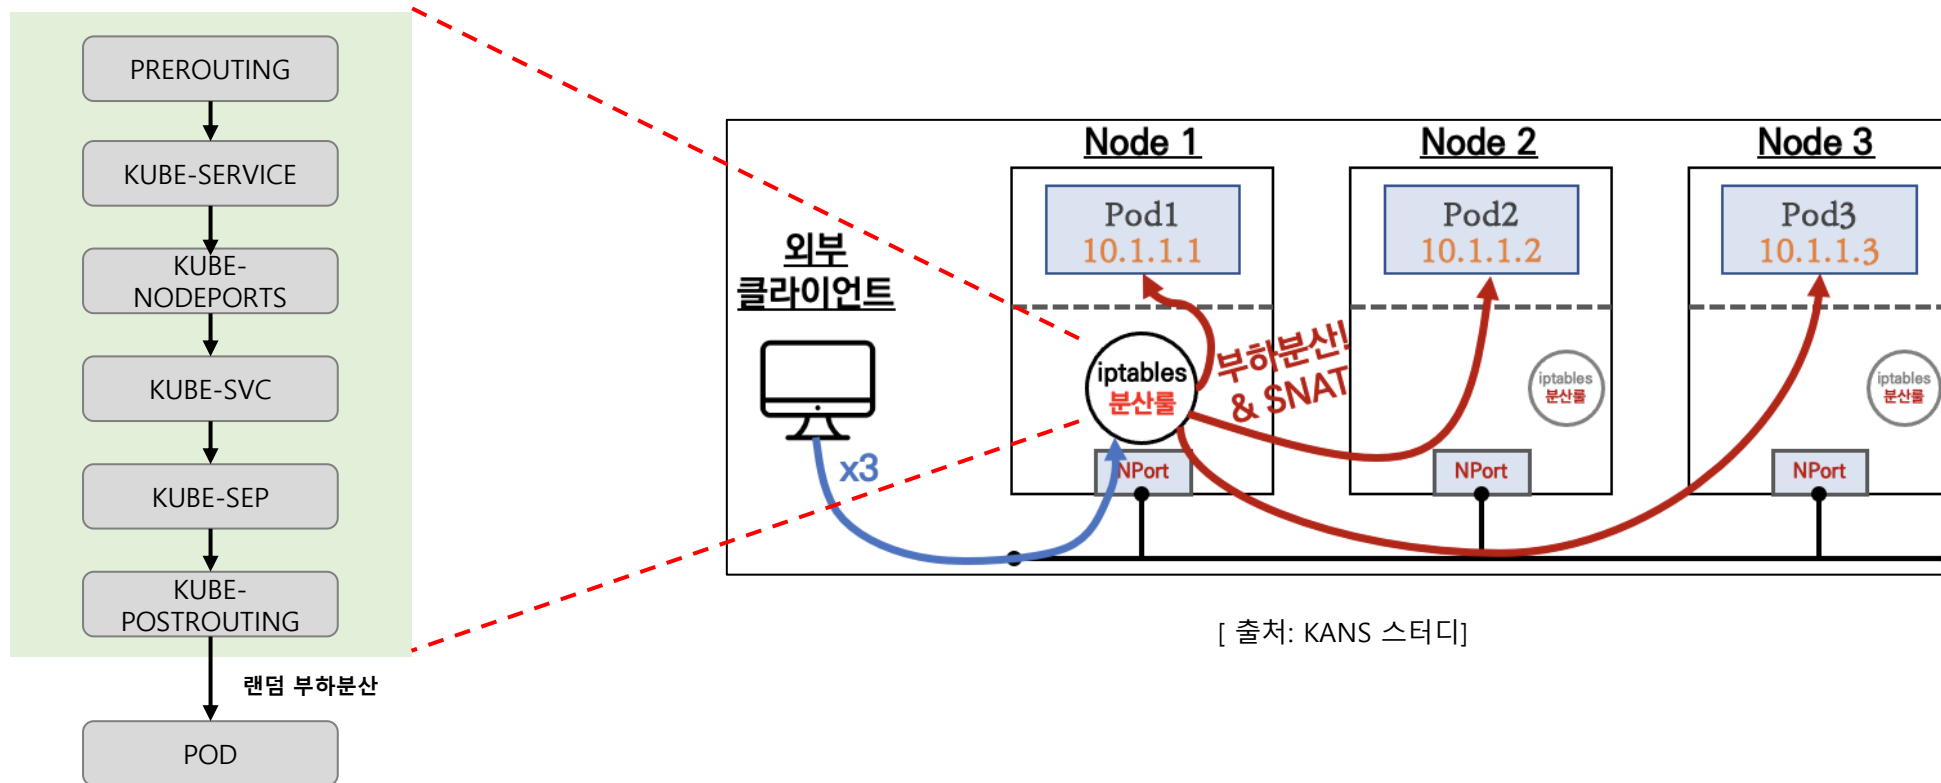 PREROUTING
KUBE-SERVICE
KUBE-
NODEPORTS
KUBE-SVC
KUBE-SEP
KUBE-
POSTROUTING
랜덤 부하분산
POD
외부
클라이언트
x3
Node 1
Pod1
10.1.1.1
iptables
분산룰
NPort
부하분산!
& SNAT
Node 2
Pod2
10.1.1.2
iptables
분산룰
NPort
Node 3
Pod3
10.1.1.3
iptables
분산룰
NPort
[ 출처: KANS 스터디]